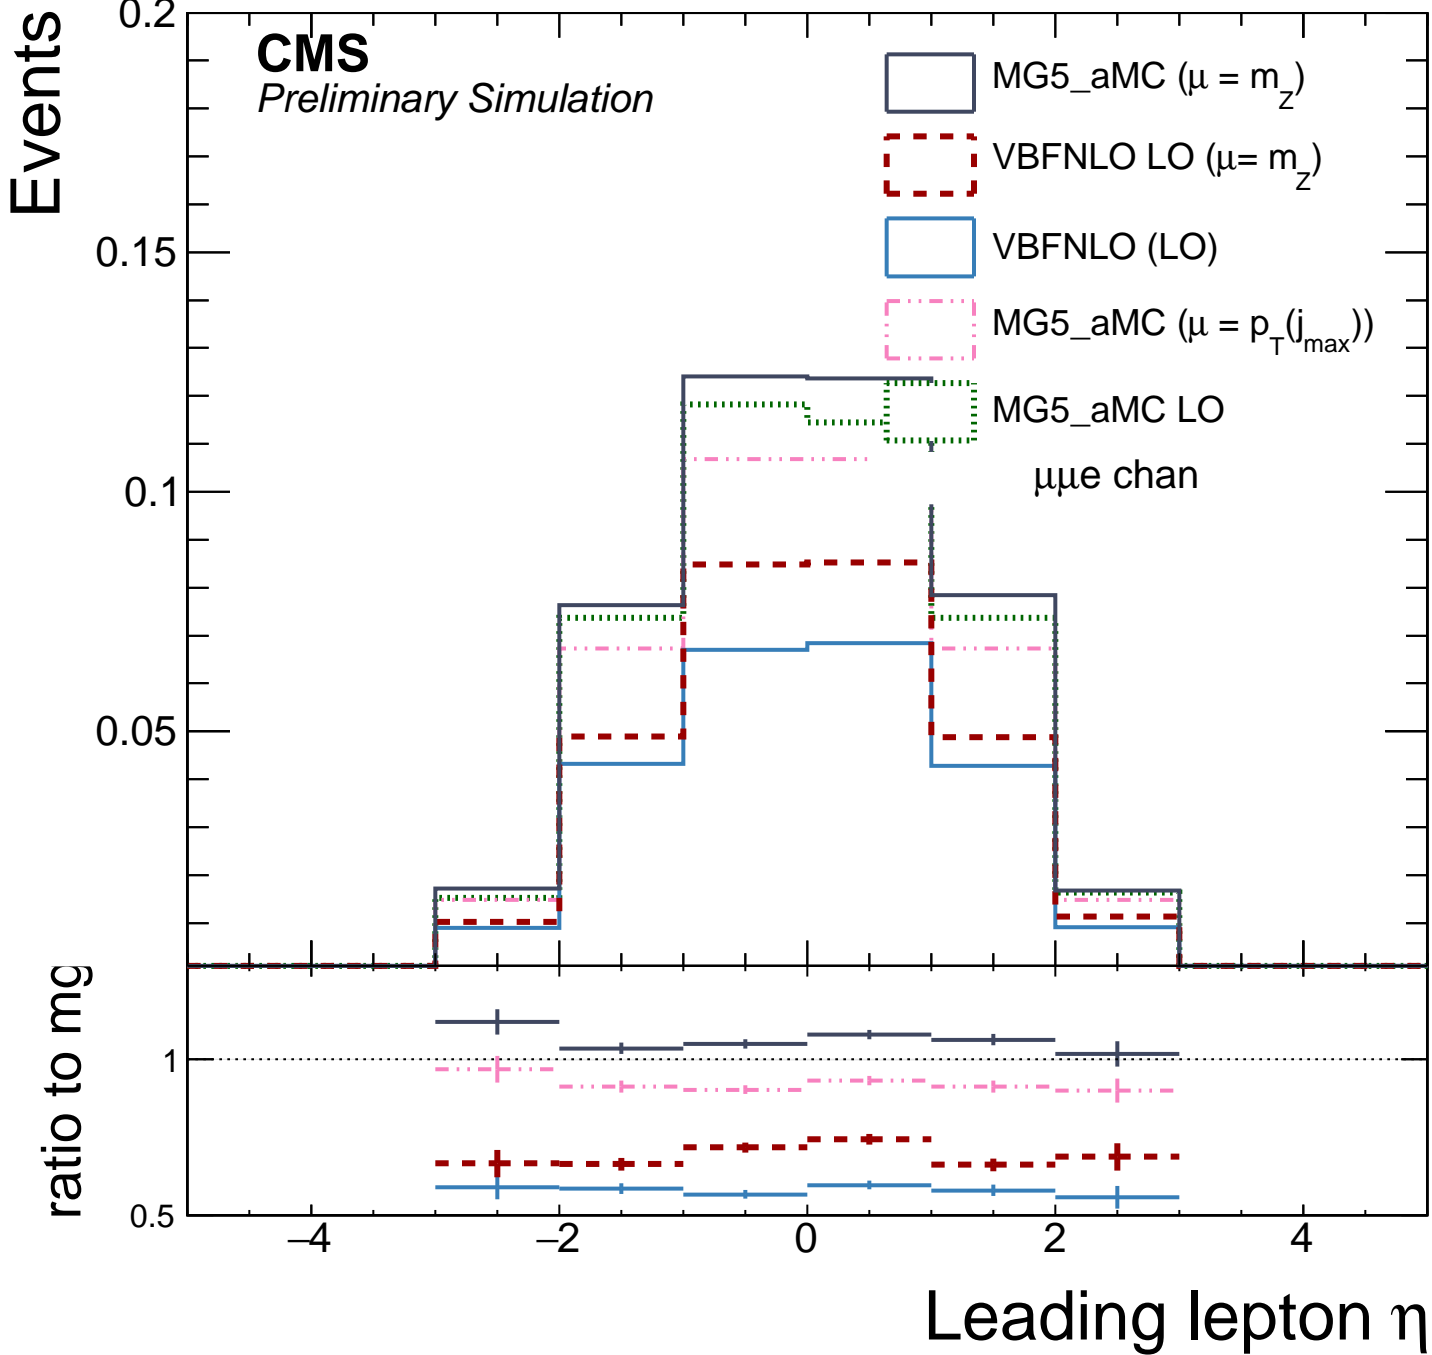 Events
0.2
0.15
0.1
0.05
CMS
Preliminary Simulation
MG5_aMC (μ = m_Z)
VBFNLO LO (μ= m_Z)
VBFNLO (LO)
MG5_aMC (μ = p_T(j_max))
MG5_aMC LO
μμe chan
ratio to mg
1
0.5
−4 −2 0 2 4
Leading lepton η